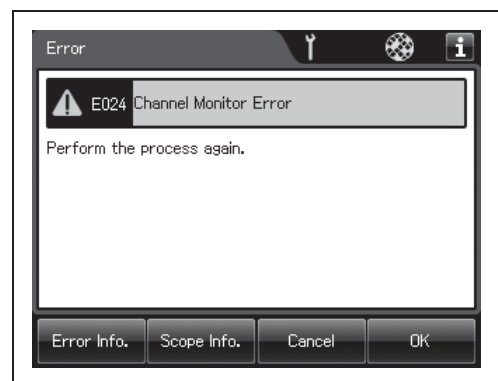 Error
E024 Channel Monitor Error
Perform the process again.
Error Info. Scope Info. Cancel OK